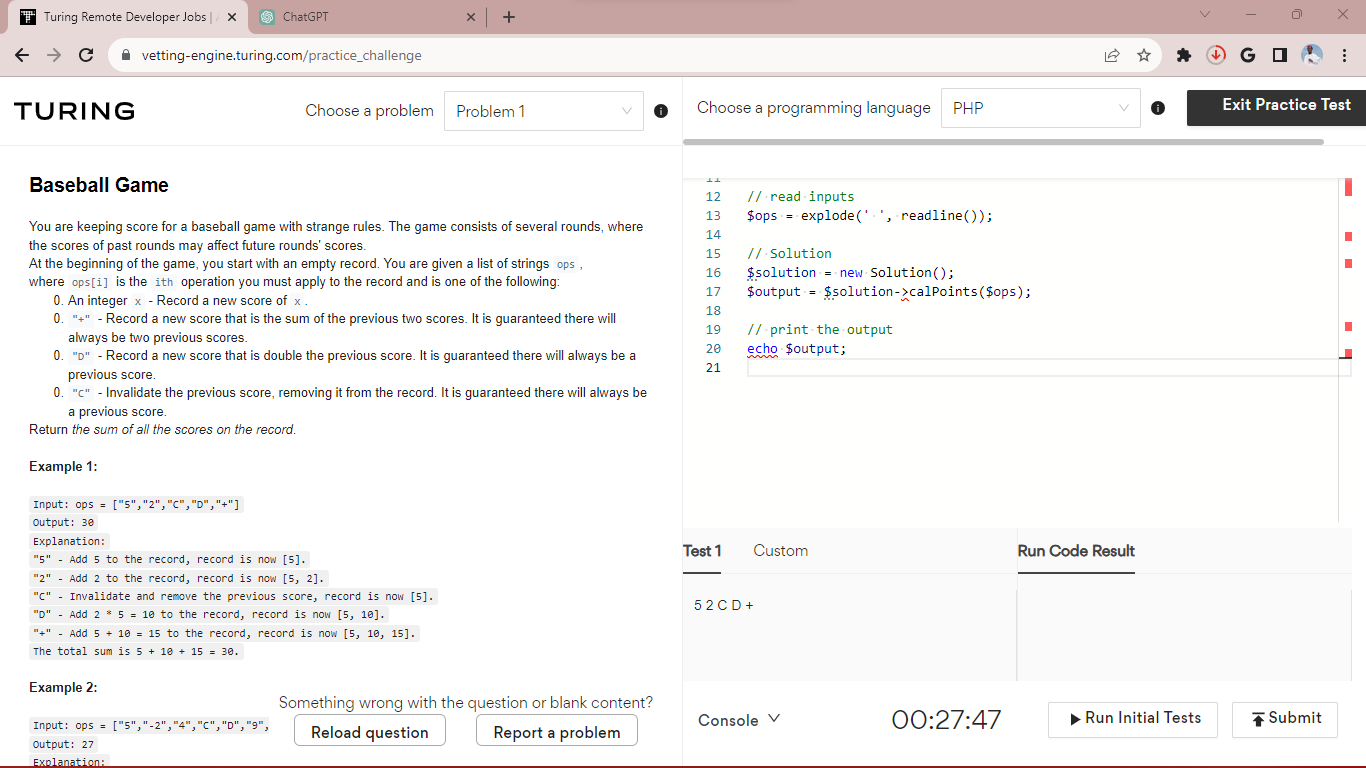 Turing Remote Developer Jobs |
ChatGPT
vetting-engine.turing.com/practice_challenge
TURING
Choose a problem
Problem 1
Choose a programming language
PHP
Exit Practice Test
Baseball Game
You are keeping score for a baseball game with strange rules. The game consists of several rounds, where
the scores of past rounds may affect future rounds' scores.
At the beginning of the game, you start with an empty record. You are given a list of strings ops ,
where ops[i] is the ith operation you must apply to the record and is one of the following:
0. An integer x - Record a new score of x .
0. "+" - Record a new score that is the sum of the previous two scores. It is guaranteed there will
always be two previous scores.
0. "D" - Record a new score that is double the previous score. It is guaranteed there will always be a
previous score.
0. "C" - Invalidate the previous score, removing it from the record. It is guaranteed there will always be
a previous score.
Return the sum of all the scores on the record.
Example 1:
Input: ops = ["5","2","C","D","+"]
Output: 30
Explanation:
"5" - Add 5 to the record, record is now [5].
"2" - Add 2 to the record, record is now [5, 2].
"C" - Invalidate and remove the previous score, record is now [5].
"D" - Add 2 * 5 = 10 to the record, record is now [5, 10].
"+" - Add 5 + 10 = 15 to the record, record is now [5, 10, 15].
The total sum is 5 + 10 + 15 = 30.
Example 2:
Input: ops = ["5","-2","4","C","D","9",
Output: 27
Explanation:
Something wrong with the question or blank content?
Reload question
Report a problem
11
12 // read inputs
13 $ops = explode(' ', readline());
14
15 // Solution
16 $solution = new Solution();
17 $output = $solution->calPoints($ops);
18
19 // print the output
20 echo $output;
21
Test 1
Custom
Run Code Result
5 2 C D +
Console
00:27:47
Run Initial Tests
Submit